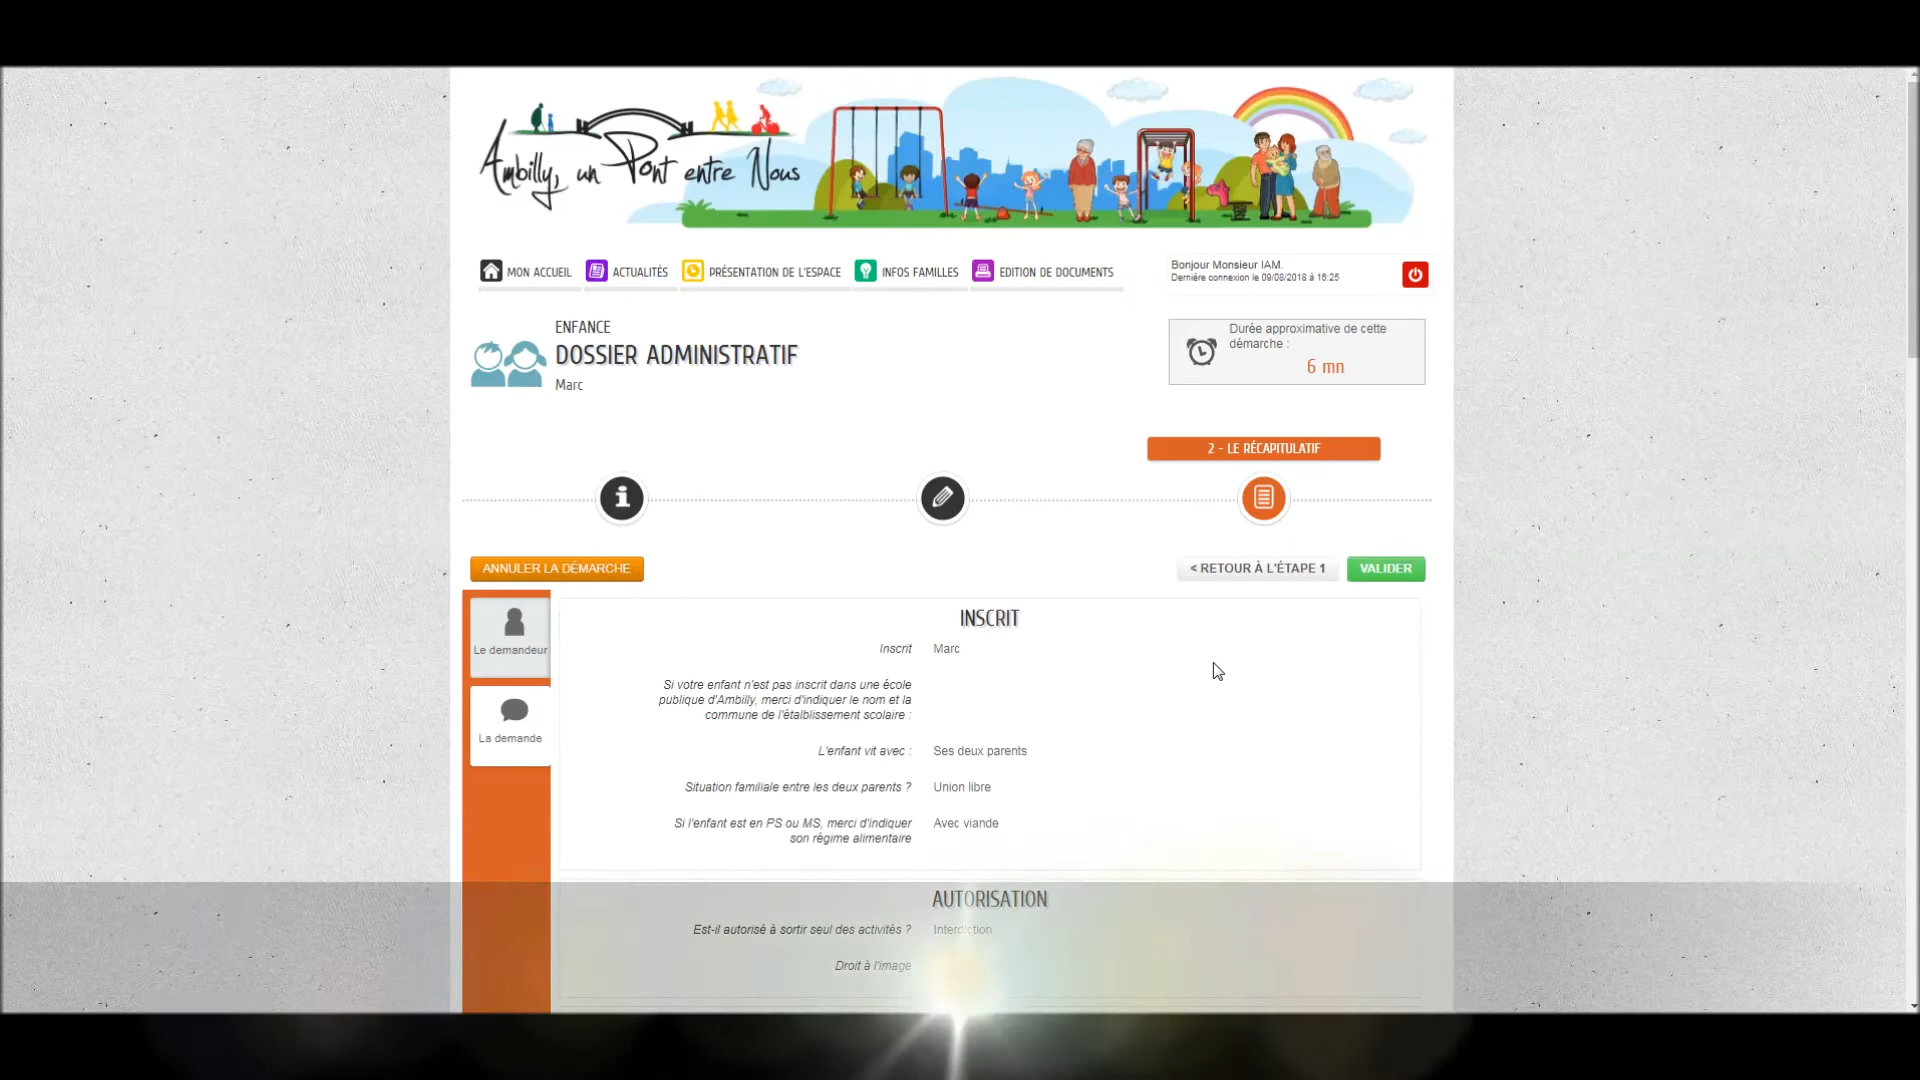 Ambilly, un Pont entre Nous
MON ACCUEIL
ACTUALITÉS
PRÉSENTATION DE L'ESPACE
INFOS FAMILLES
EDITION DE DOCUMENTS
Bonjour Monsieur IAM.
Dernière connexion le 09/08/2018 à 16:25
ENFANCE
DOSSIER ADMINISTRATIF
Marc
Durée approximative de cette
démarche :
6 mn
2 - LE RÉCAPITULATIF
ANNULER LA DÉMARCHE
< RETOUR À L'ÉTAPE 1
VALIDER
Le demandeur
La demande
INSCRIT
Inscrit Marc
Si votre enfant n'est pas inscrit dans une école
publique d'Ambilly, merci d'indiquer le nom et la
commune de l'étalblissement scolaire :
L'enfant vit avec : Ses deux parents
Situation familiale entre les deux parents ? Union libre
Si l'enfant est en PS ou MS, merci d'indiquer Avec viande
son régime alimentaire
AUTORISATION
Est-il autorisé à sortir seul des activités ? Interdiction
Droit à l'image